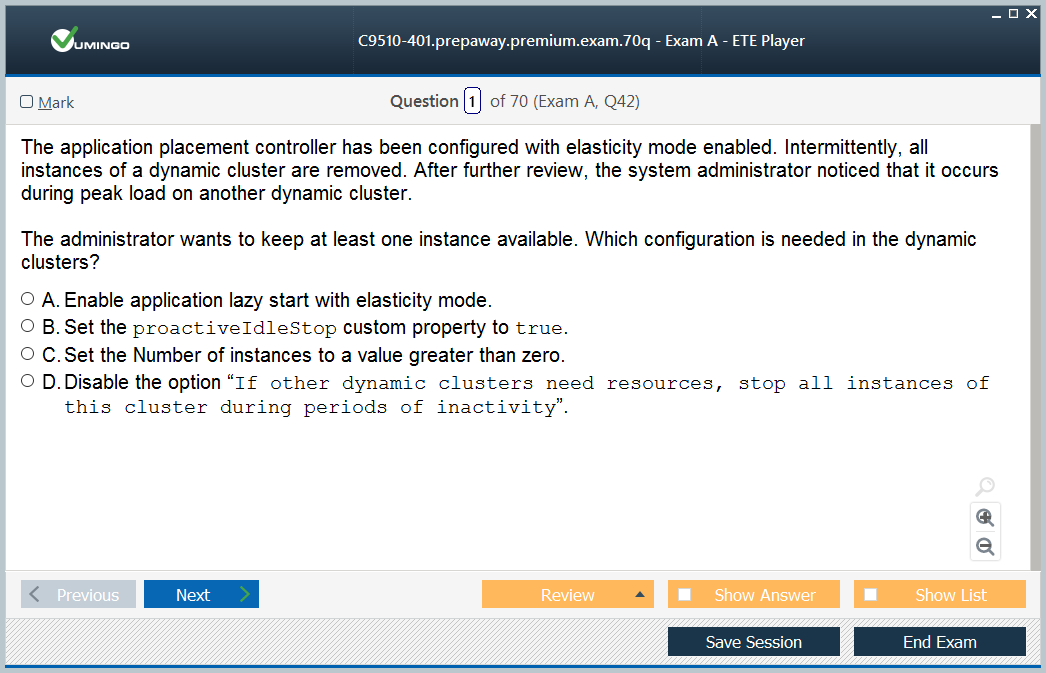 VUMINGO
C9510-401.prepaway.premium.exam.70q - Exam A - ETE Player
Mark
Question 1 of 70 (Exam A, Q42)
The application placement controller has been configured with elasticity mode enabled. Intermittently, all
instances of a dynamic cluster are removed. After further review, the system administrator noticed that it occurs
during peak load on another dynamic cluster.
The administrator wants to keep at least one instance available. Which configuration is needed in the dynamic
clusters?
A. Enable application lazy start with elasticity mode.
B. Set the proactiveIdleStop custom property to true.
C. Set the Number of instances to a value greater than zero.
D. Disable the option “If other dynamic clusters need resources, stop all instances of
this cluster during periods of inactivity”.
Previous
Next
Review
Show Answer
Show List
Save Session
End Exam